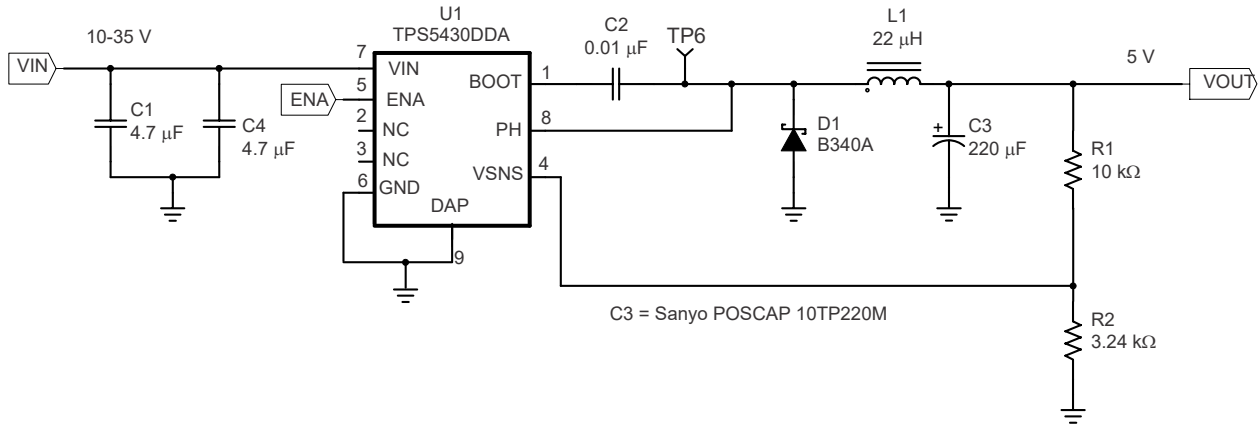 U1
TPS5430DDA
10-35 V
VIN
ENA
7
5
2
3
6
VIN
ENA
NC
NC
GND
DAP
9
BOOT
PH
VSNS
1
8
4
C1
4.7 μF
C4
4.7 μF
C2
0.01 μF
TP6
L1
22 μH
5 V
VOUT
D1
B340A
+
C3
220 μF
R1
10 kΩ
C3 = Sanyo POSCAP 10TP220M
R2
3.24 kΩ